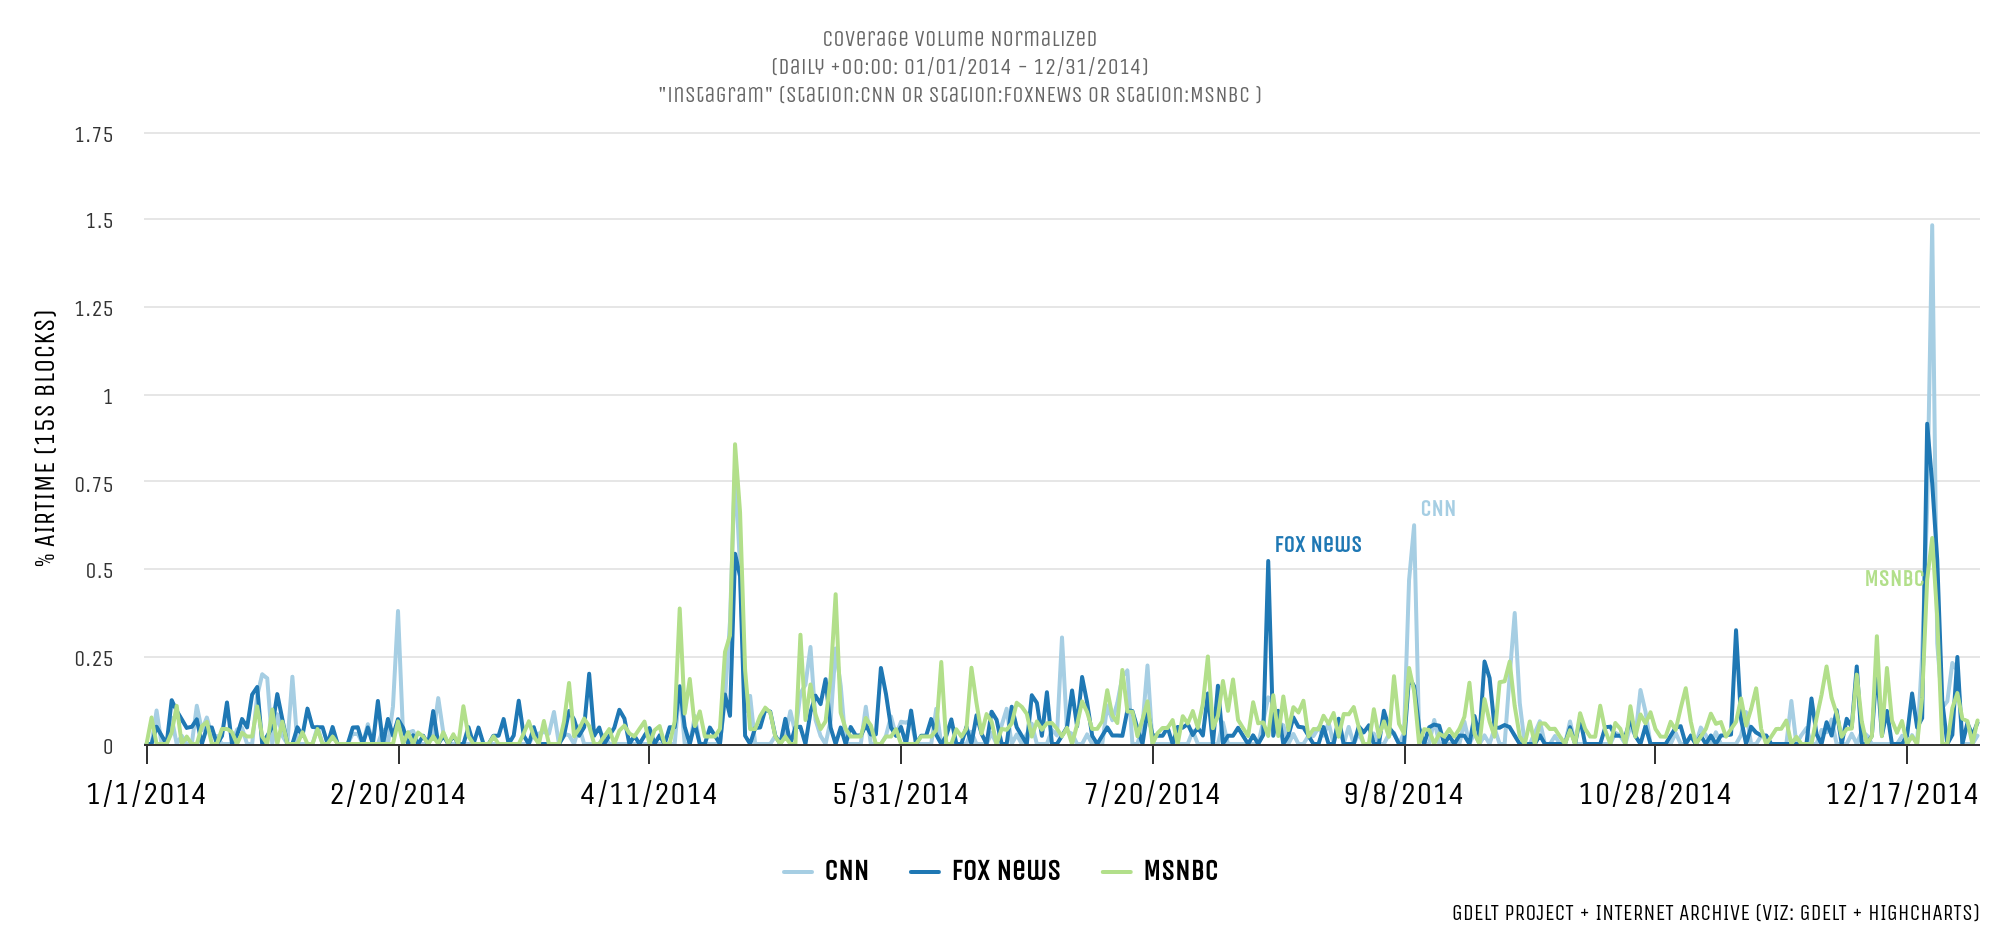 Coverage Volume Normalized
(Daily +00:00: 01/01/2014 - 12/31/2014)
"Instagram" (Station:CNN OR Station:FOXNEWS OR Station:MSNBC )
1.75
1.5
1.25
1
0.75
0.5
0.25
0
% AIRTIME (15S BLOCKS)
CNN
FOX News
MSNBC
1/1/2014
2/20/2014
4/11/2014
5/31/2014
7/20/2014
9/8/2014
10/28/2014
12/17/2014
CNN
FOX News
MSNBC
GDELT PROJECT + INTERNET ARCHIVE (VIZ: GDELT + HIGHCHARTS)